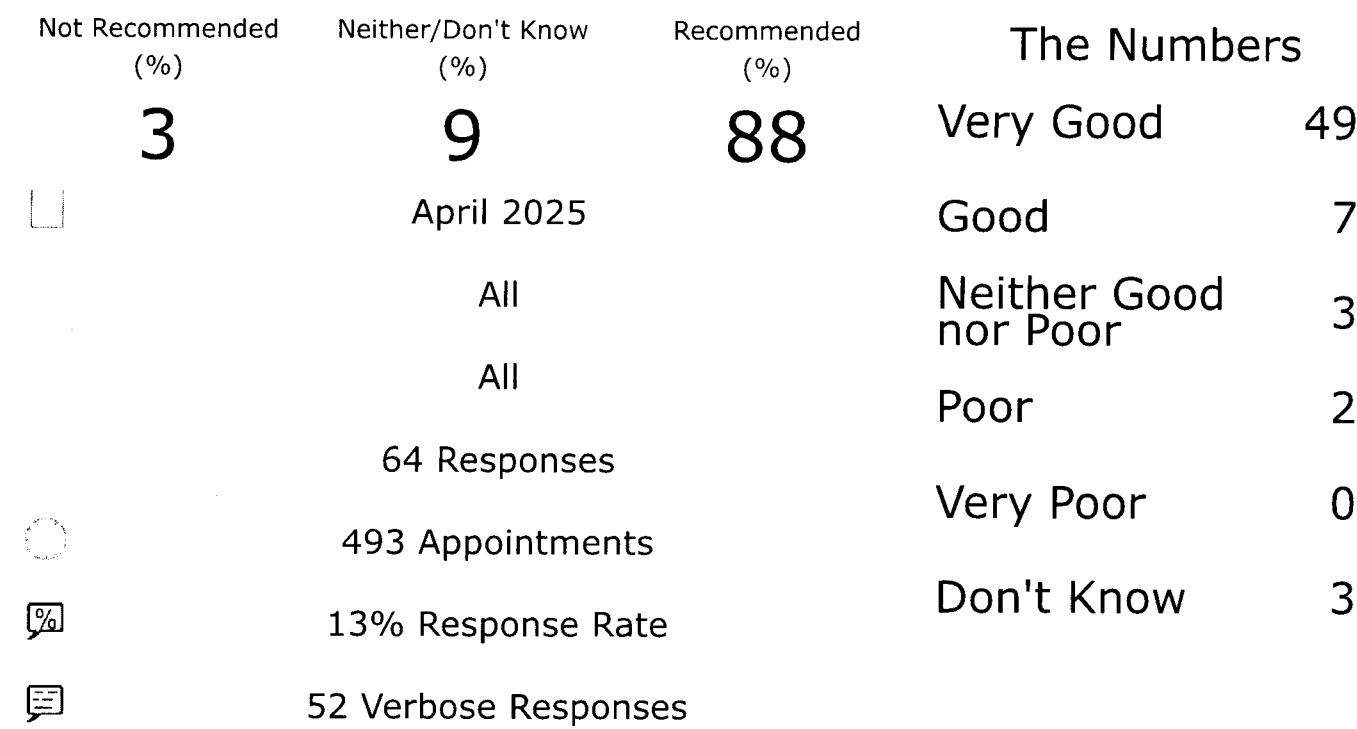 Not Recommended
(%)
3
Neither/Don't Know
(%)
9
Recommended
(%)
88
April 2025
All
All
64 Responses
493 Appointments
%
13% Response Rate
52 Verbose Responses
The Numbers
Very Good 49
Good 7
Neither Good
nor Poor 3
Poor 2
Very Poor 0
Don't Know 3